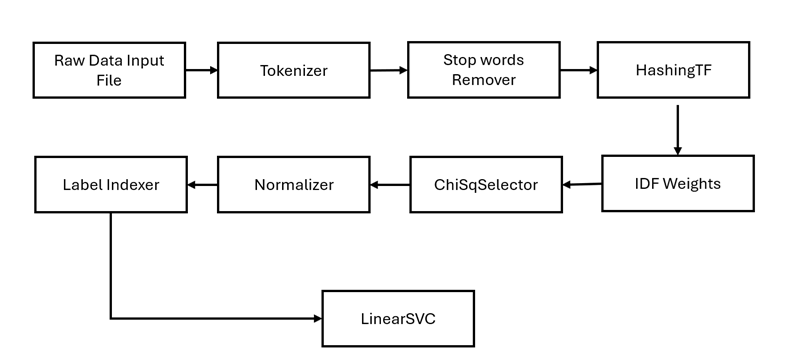 Raw Data Input
File
Tokenizer
Stop words
Remover
HashingTF
IDF Weights
ChiSqSelector
Normalizer
Label Indexer
LinearSVC